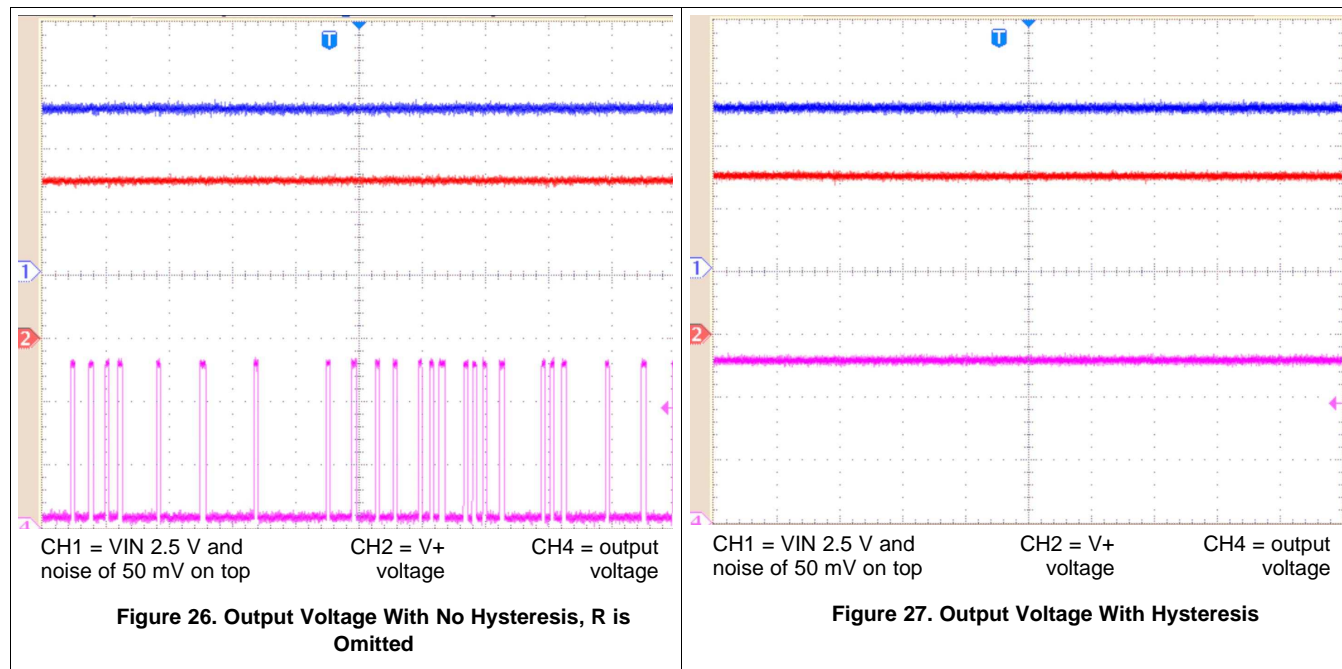 T
1
2
4
CH1 = VIN 2.5 V and
noise of 50 mV on top
CH2 = V+
voltage
CH4 = output
voltage
Figure 26. Output Voltage With No Hysteresis, R is
Omitted
T
1
2
4
CH1 = VIN 2.5 V and
noise of 50 mV on top
CH2 = V+
voltage
CH4 = output
voltage
Figure 27. Output Voltage With Hysteresis